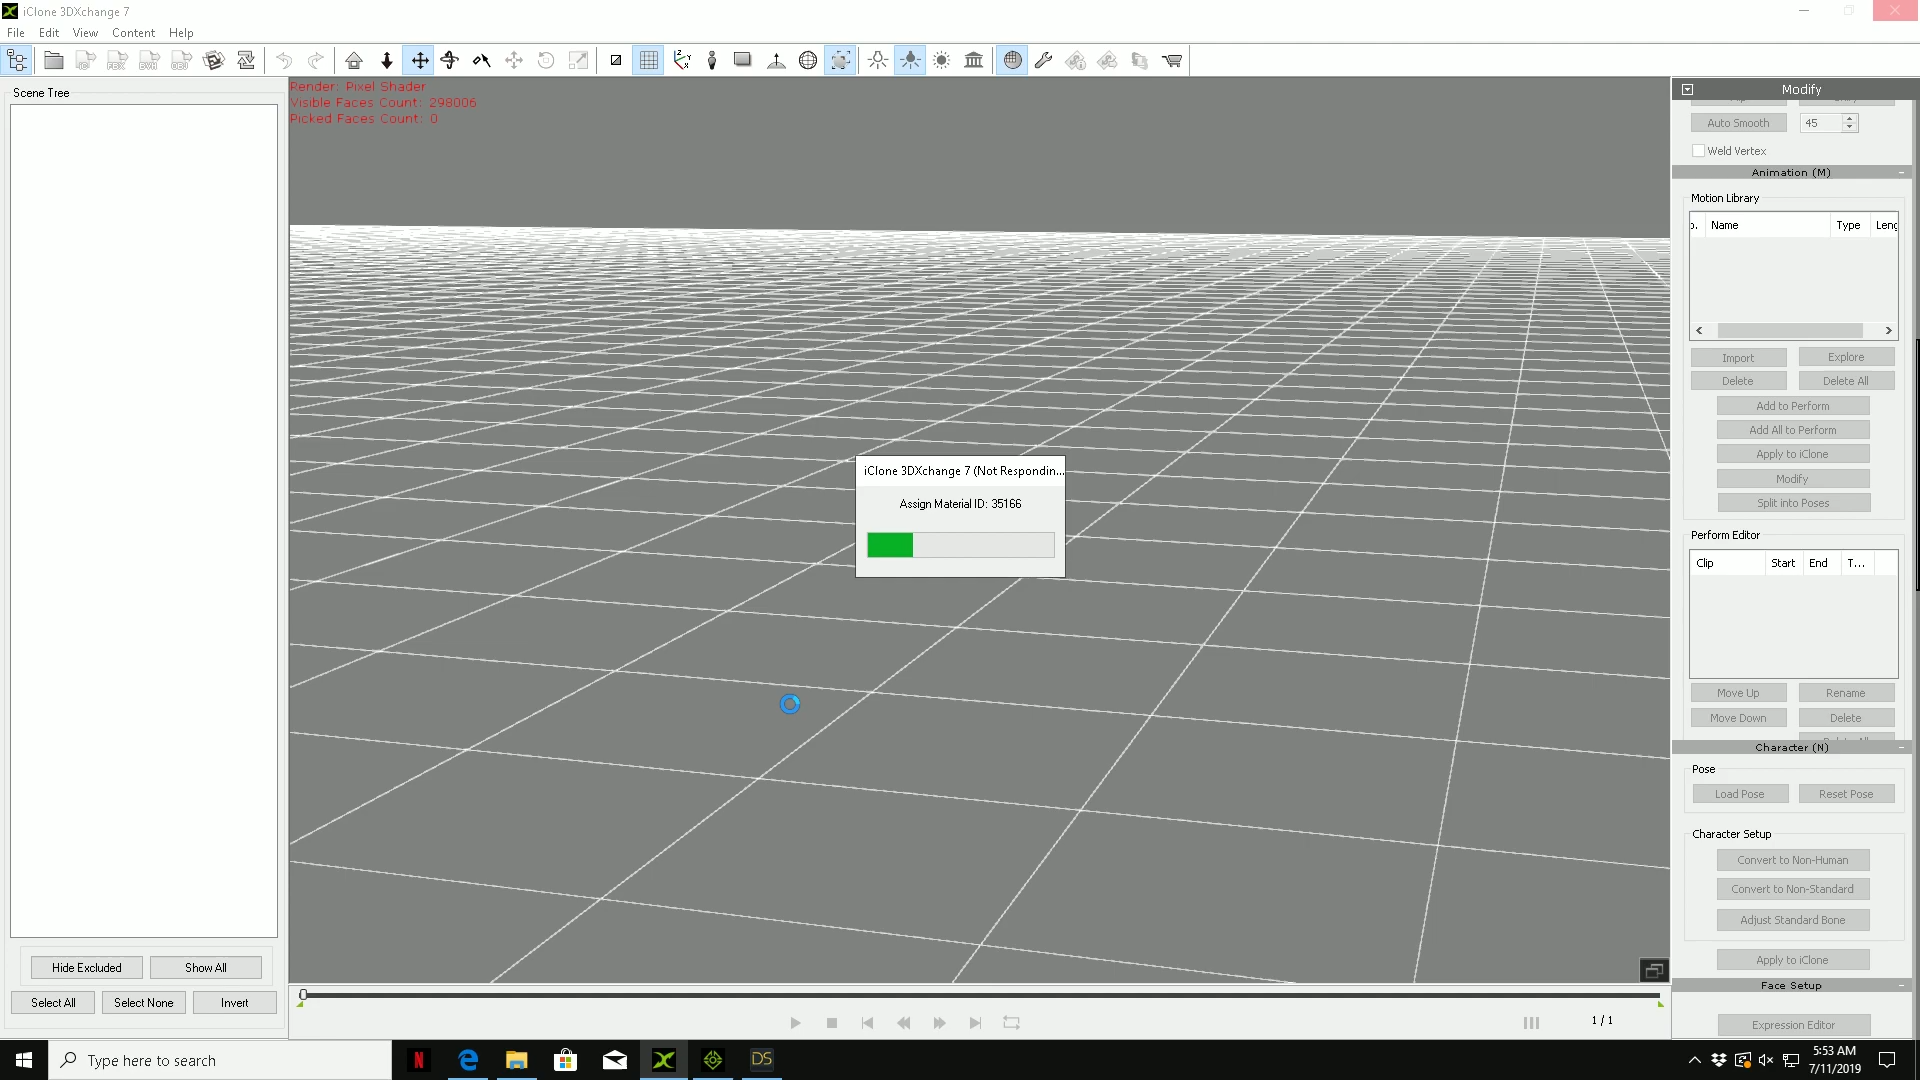 iClone 3DXchange 7
File Edit View Content Help
Scene Tree
Render: Pixel Shader
Visible Faces Count: 298006
Picked Faces Count: 0
iClone 3DXchange 7 (Not Respondin...
Assign Material ID: 35166
Hide Excluded Show All
Select All Select None Invert
1 / 1
Modify
Auto Smooth 45
Weld Vertex
Animation (M)
Motion Library
Name Type Leng
Import Explore
Delete Delete All
Add to Perform
Add All to Perform
Apply to iClone
Modify
Split into Poses
Perform Editor
Clip Start End T...
Move Up Rename
Move Down Delete
Character (N)
Pose
Load Pose Reset Pose
Character Setup
Convert to Non-Human
Convert to Non-Standard
Adjust Standard Bone
Apply to iClone
Face Setup
Expression Editor
Type here to search
N
DS
5:53 AM
7/11/2019